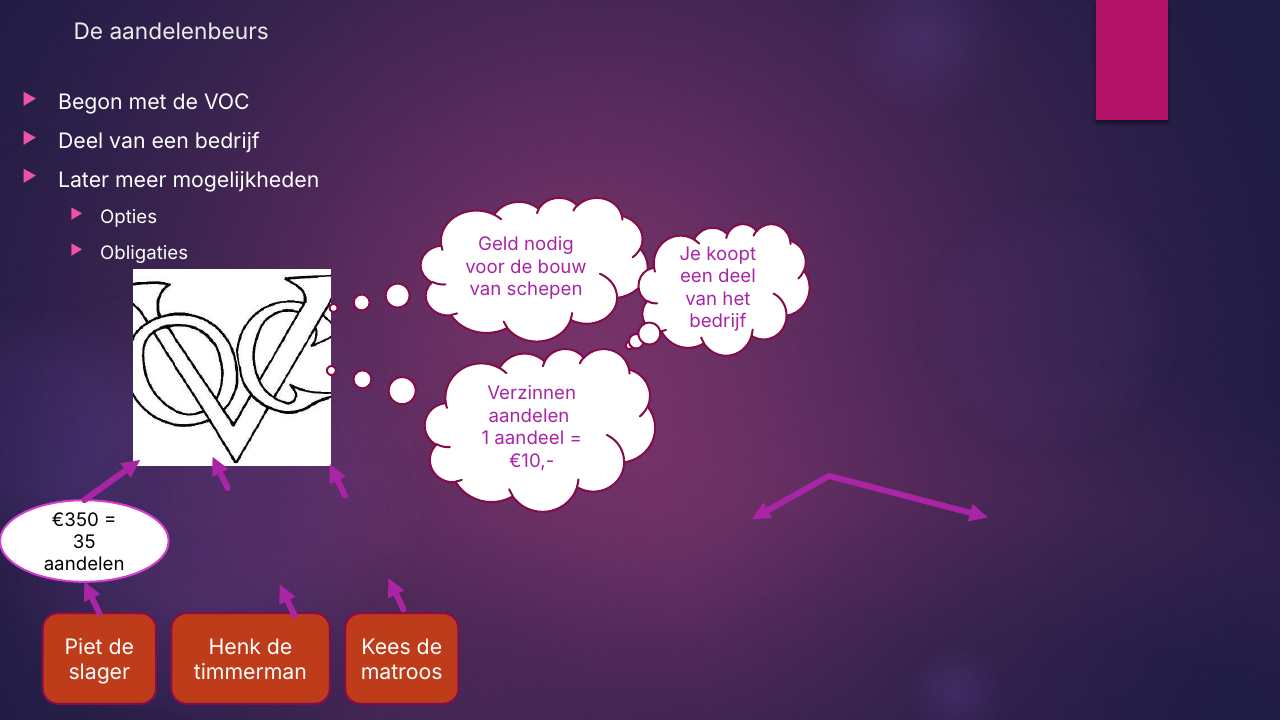 De aandelenbeurs
Begon met de VOC
Deel van een bedrijf
Later meer mogelijkheden
Opties
Obligaties
Geld nodig
voor de bouw
van schepen
Je koopt
een deel
van het
bedrijf
VOC
Verzinnen
aandelen
1 aandeel =
€10,-
€350 =
35
aandelen
Piet de
slager
Henk de
timmerman
Kees de
matroos